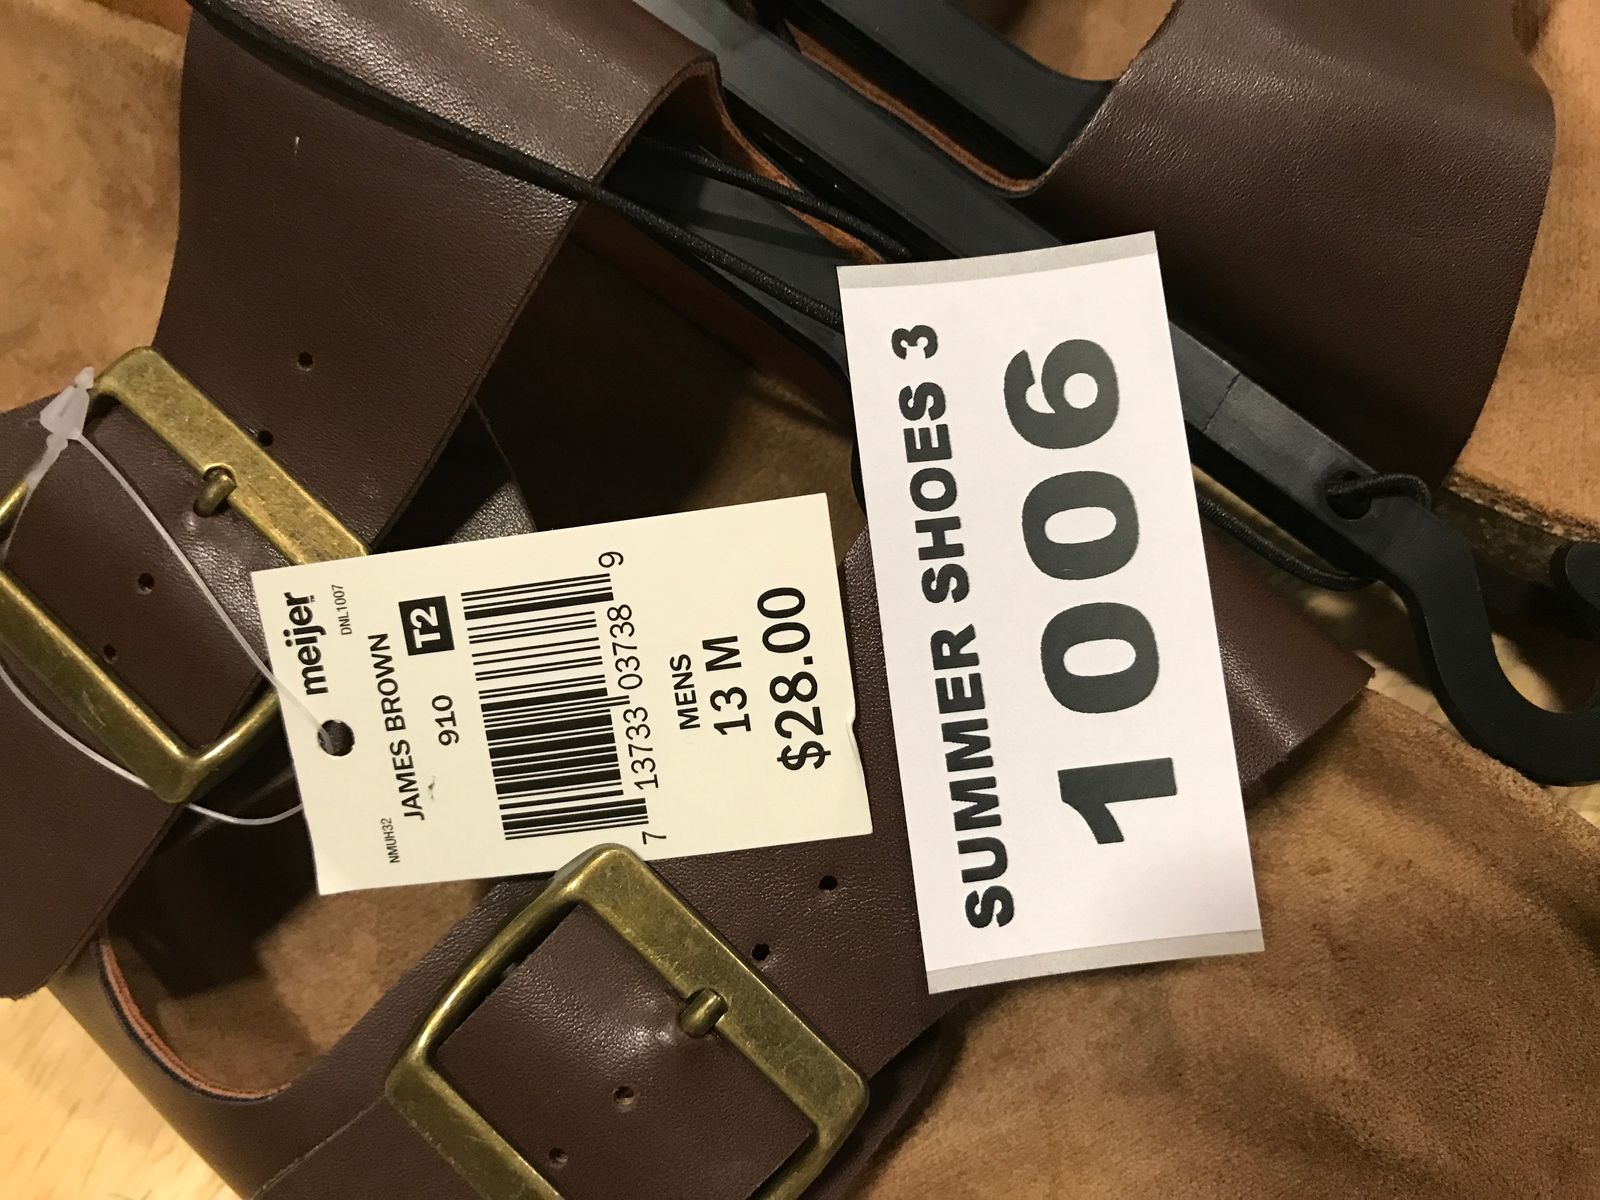 meijer
DNL1007
NMUH32
JAMES BROWN
910
T2
7 13733 03738 9
MENS
13 M
$28.00
SUMMER SHOES 3
1006